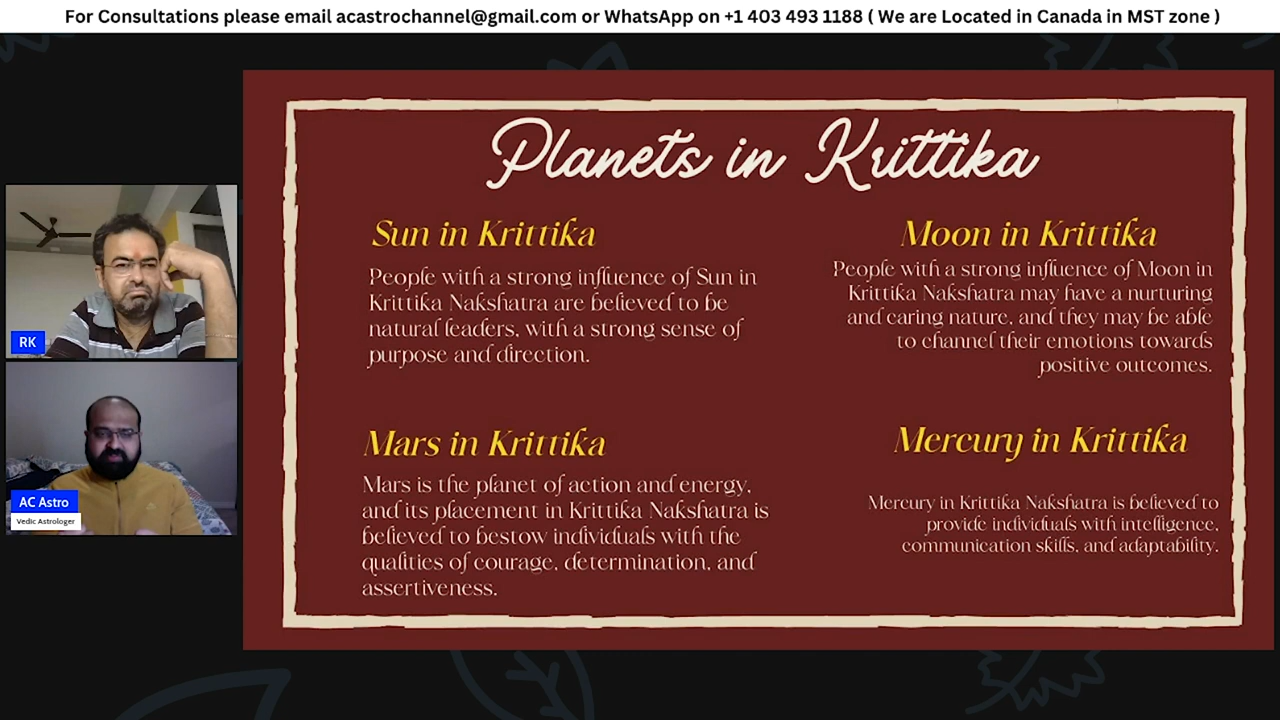 For Consultations please email acastrochannel@gmail.com or WhatsApp on +1 403 493 1188 ( We are Located in Canada in MST zone )
Planets in Krittika
Sun in Krittika
People with a strong influence of Sun in
Krittika Nakshatra are believed to be
natural leaders, with a strong sense of
purpose and direction.
Moon in Krittika
People with a strong influence of Moon in
Krittika Nakshatra may have a nurturing
and caring nature, and they may be able
to channel their emotions towards
positive outcomes.
Mars in Krittika
Mars is the planet of action and energy,
and its placement in Krittika Nakshatra is
believed to bestow individuals with the
qualities of courage, determination, and
assertiveness.
Mercury in Krittika
Mercury in Krittika Nakshatra is believed to
provide individuals with intelligence,
communication skills, and adaptability.
RK
AC Astro
Vedic Astrologer